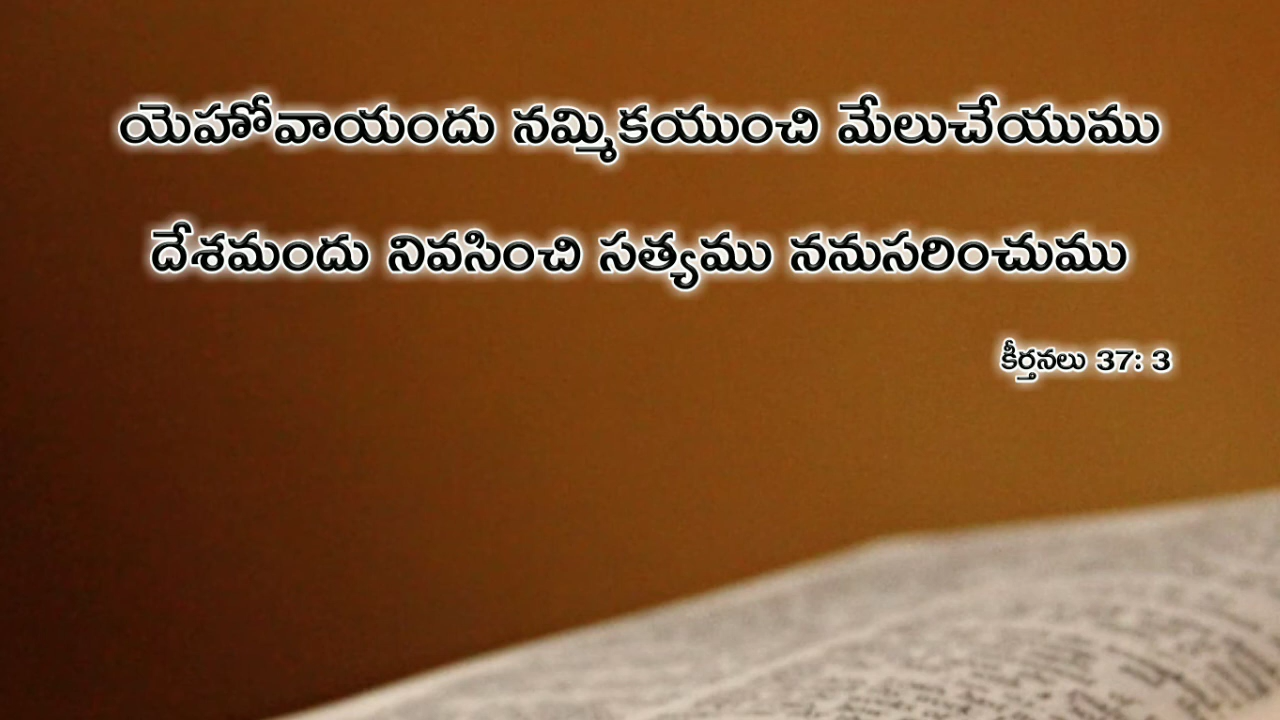 యెహోవాయందు నమ్మికయుంచి మేలుచేయుము
దేశమందు నివసించి సత్యము ననుసరించుము
కీర్తనలు 37: 3